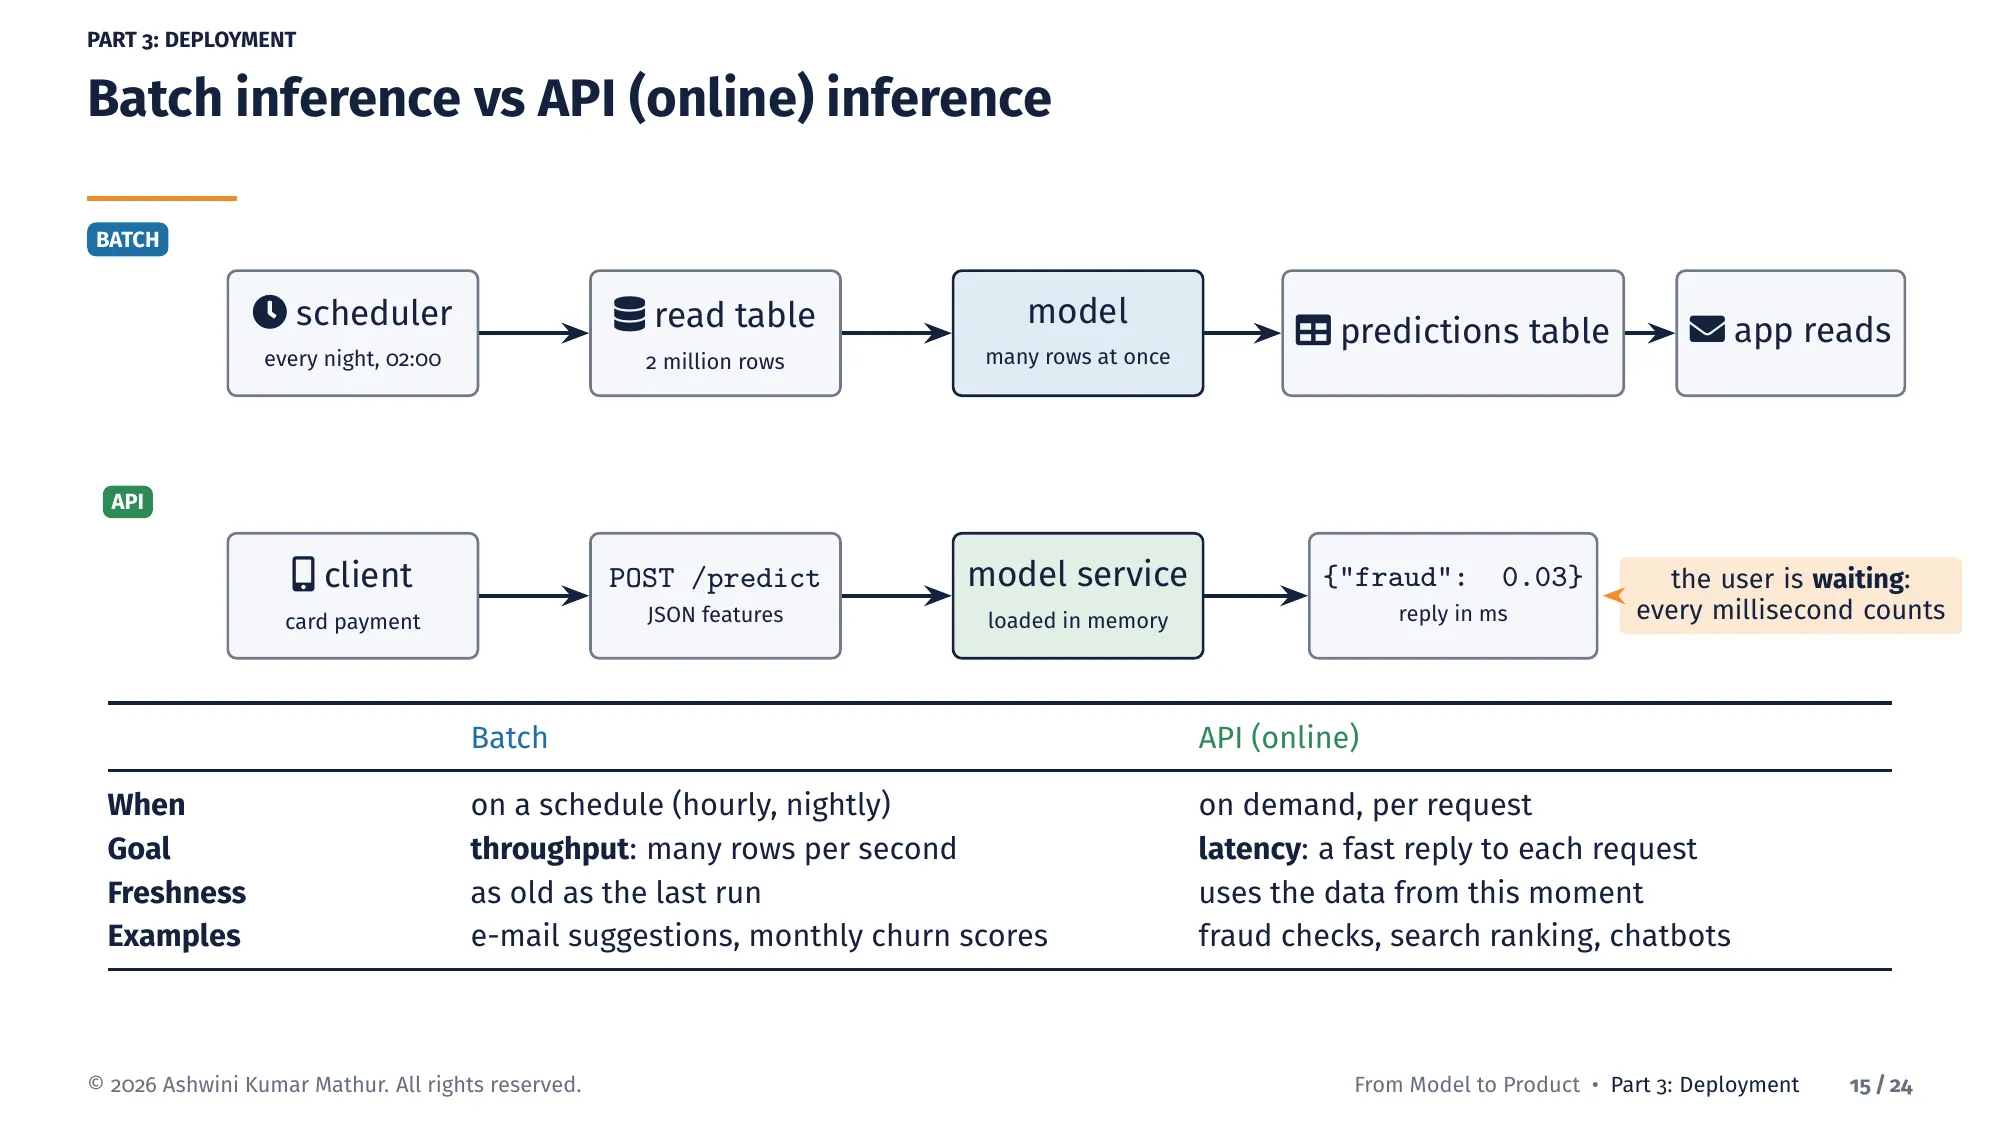 PART 3: DEPLOYMENT
Batch inference vs API (online) inference
BATCH
scheduler
every night, 02:00
read table
2 million rows
model
many rows at once
predictions table
app reads
API
client
card payment
POST /predict
JSON features
model service
loaded in memory
{"fraud": 0.03}
reply in ms
the user is waiting:
every millisecond counts
Batch API (online)
When on a schedule (hourly, nightly) on demand, per request
Goal throughput: many rows per second latency: a fast reply to each request
Freshness as old as the last run uses the data from this moment
Examples e-mail suggestions, monthly churn scores fraud checks, search ranking, chatbots
© 2026 Ashwini Kumar Mathur. All rights reserved. From Model to Product • Part 3: Deployment 15 / 24